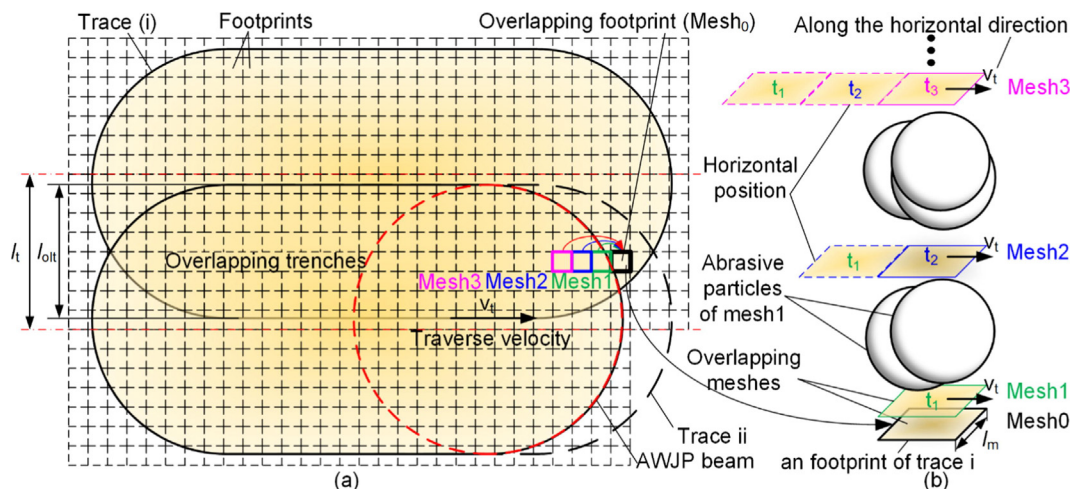 Trace (i)
Footprints
Overlapping footprint (Mesh0)
lt
lolt
Overlapping trenches
Mesh3 Mesh2 Mesh1
vt
Traverse velocity
Trace ii
AWJP beam
(a)
Along the horizontal direction
t1
t2
t3
vt
Mesh3
Horizontal
position
t1
t2
vt
Mesh2
Abrasive
particles
of mesh1
Overlapping
meshes
t1
vt
Mesh1
Mesh0
lm
an footprint of trace i
(b)